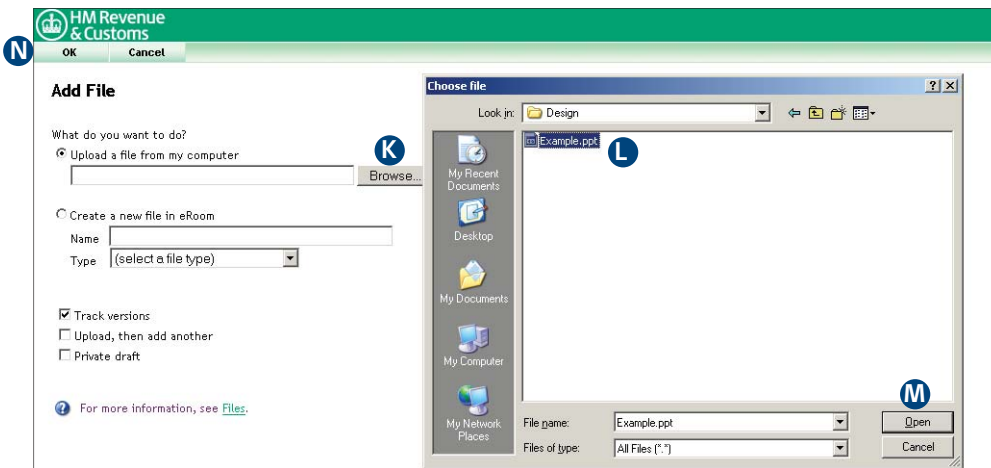 HM Revenue
& Customs
N
OK Cancel
Add File
What do you want to do?
Upload a file from my computer
K
Browse...
Create a new file in eRoom
Name
Type (select a file type)
Track versions
Upload, then add another
Private draft
? For more information, see Files.
Choose file
? X
Look in: Design
Example.ppt
L
My Recent
Documents
Desktop
My Documents
My Computer
My Network
Places
M
File name: Example.ppt Open
Files of type: All Files (*.*) Cancel